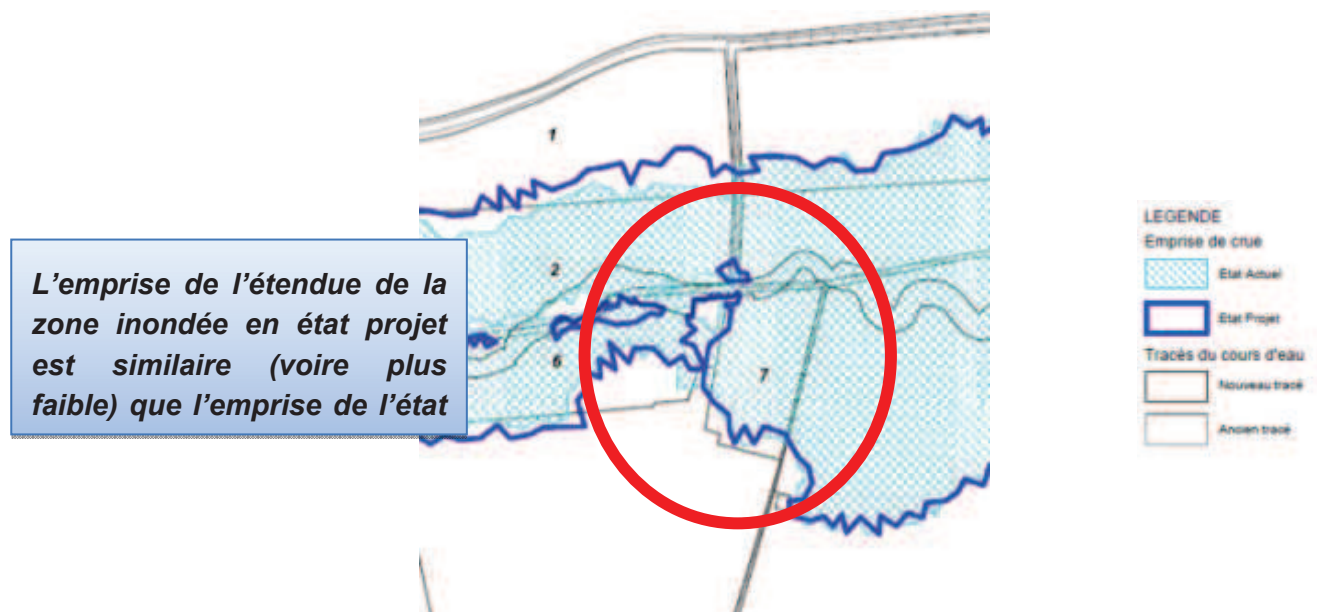 1
L'emprise de l'étendue de la
zone inondée en état projet
est similaire (voire plus
faible) que l'emprise de l'état
2
6
7
LEGENDE
Emprise de crue
Etat Actuel
Etat Projet
Tracés du cours d'eau
Nouveau tracé
Ancien tracé